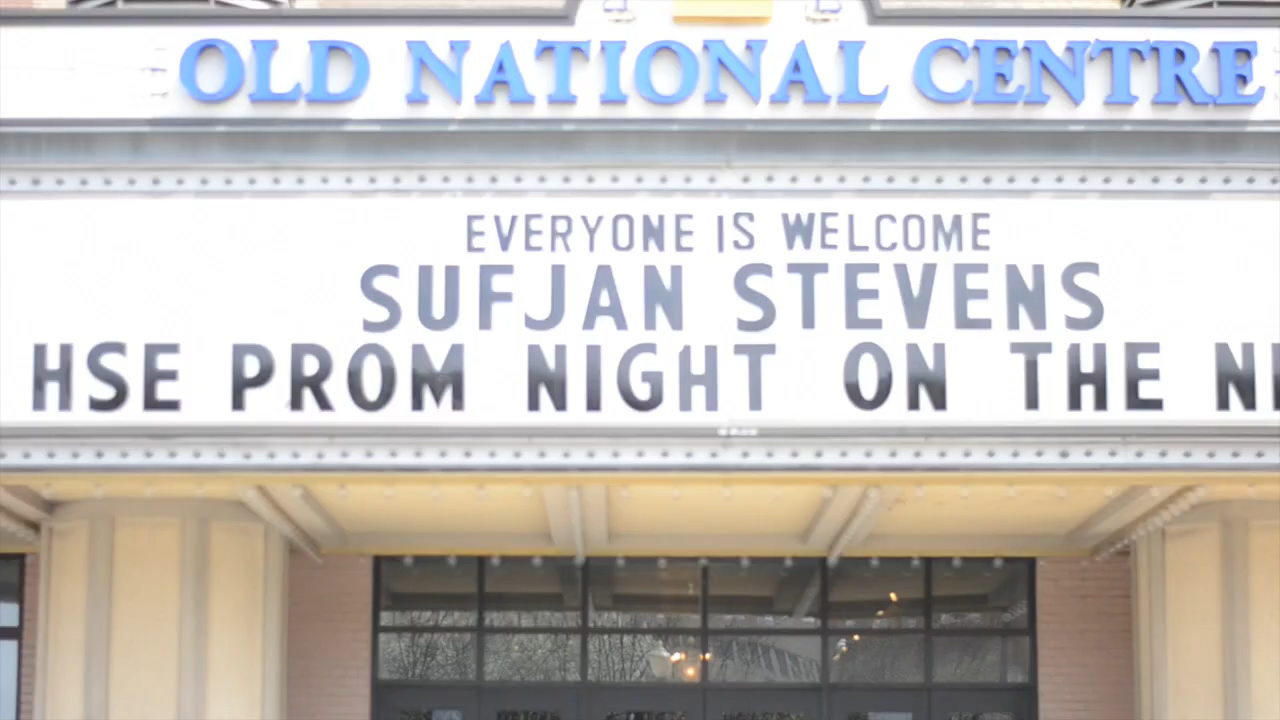 OLD NATIONAL CENTRE
EVERYONE IS WELCOME
SUFJAN STEVENS
HSE PROM NIGHT ON THE